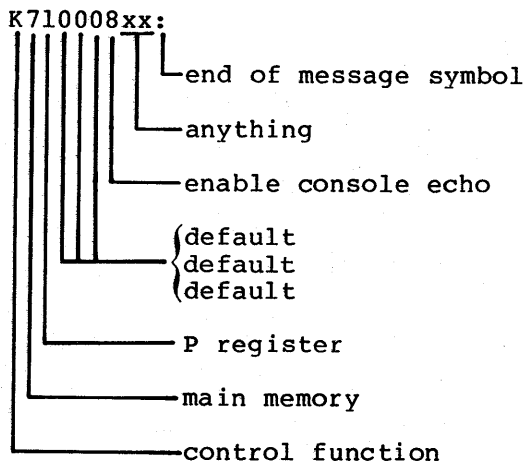 K710008xx:
end of message symbol
anything
enable console echo
default
default
default
P register
main memory
control function